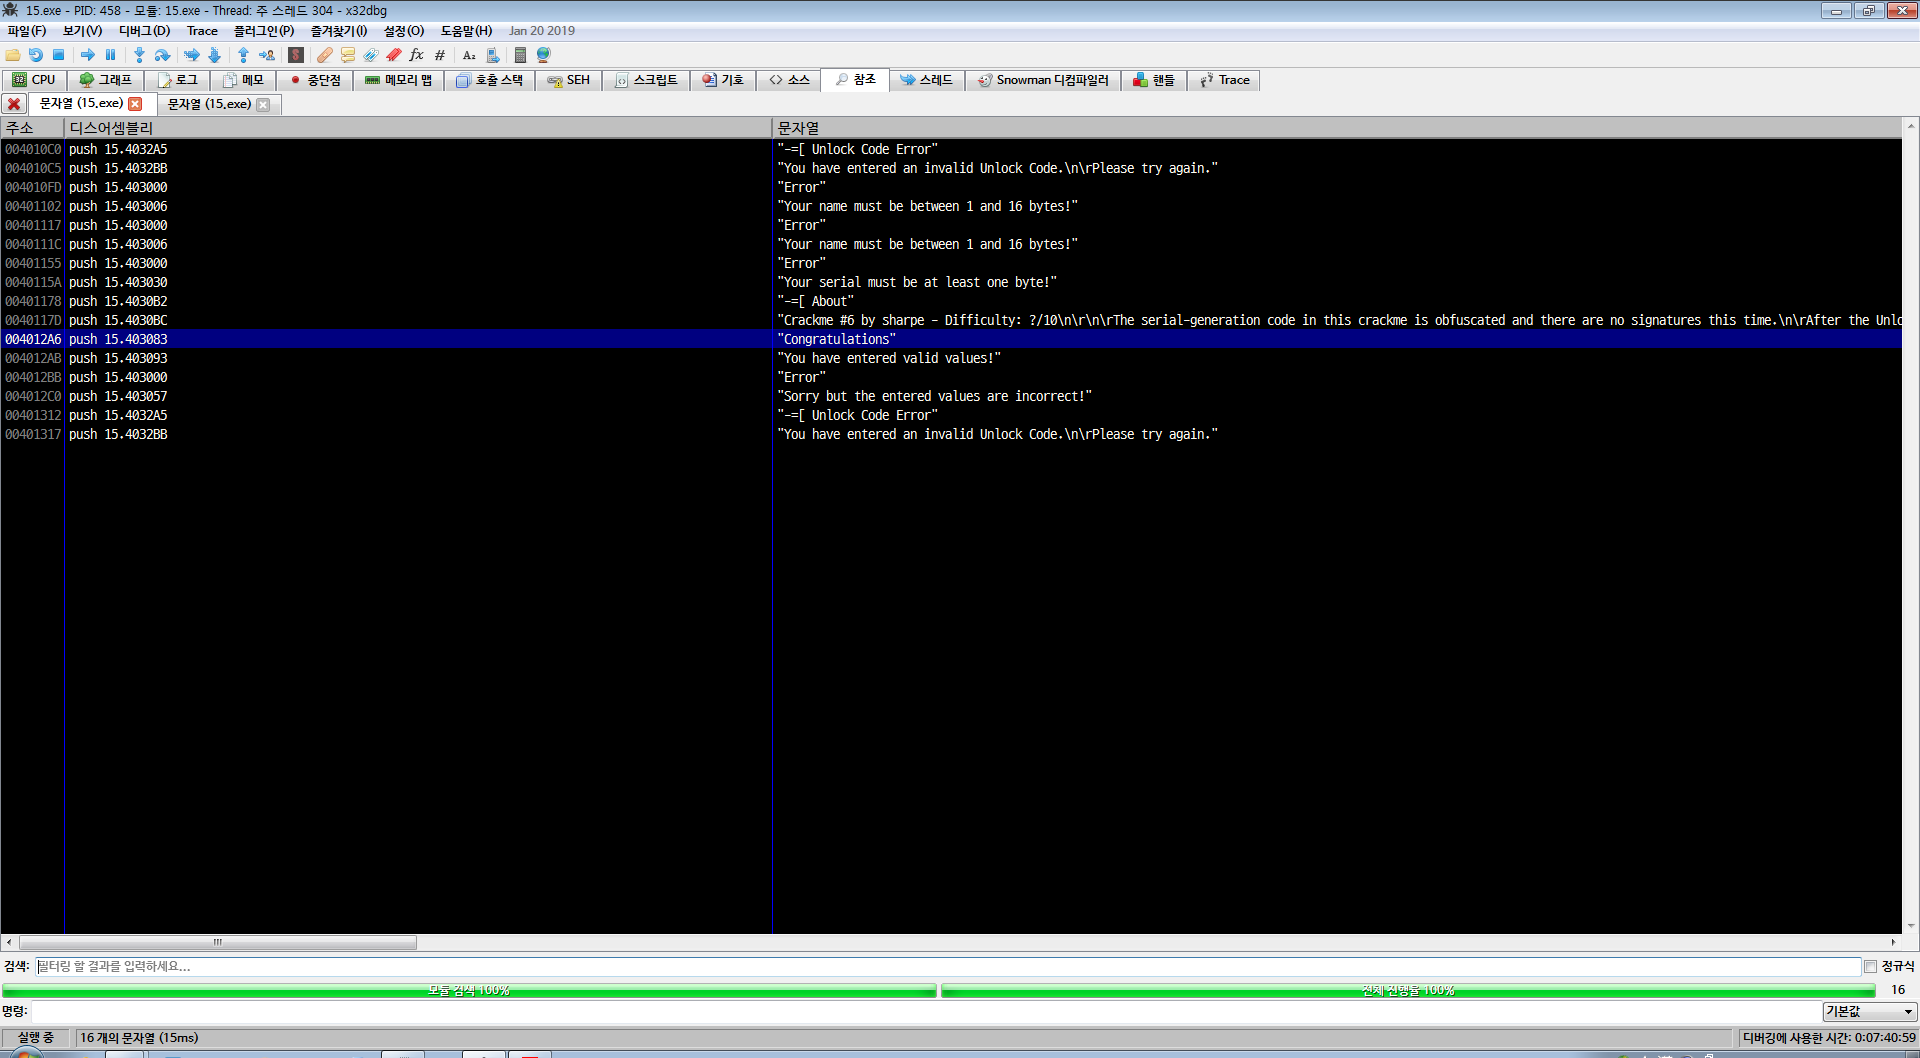 15.exe - PID: 458 - 모듈: 15.exe - Thread: 주 스레드 304 - x32dbg
파일(F) 보기(V) 디버그(D) Trace 플러그인(P) 즐겨찾기(I) 설정(O) 도움말(H) Jan 20 2019
CPU 그래프 로그 메모 중단점 메모리 맵 호출 스택 SEH 스크립트 기호 <> 소스 참조 스레드 Snowman 디컴파일러 핸들 Trace
문자열 (15.exe) 문자열 (15.exe)
주소 디스어셈블리 문자열
004010C0 push 15.4032A5 "-=[ Unlock Code Error"
004010C5 push 15.4032BB "You have entered an invalid Unlock Code.\n\rPlease try again."
004010FD push 15.403000 "Error"
00401102 push 15.403006 "Your name must be between 1 and 16 bytes!"
00401117 push 15.403000 "Error"
0040111C push 15.403006 "Your name must be between 1 and 16 bytes!"
00401155 push 15.403000 "Error"
0040115A push 15.403030 "Your serial must be at least one byte!"
00401178 push 15.4030B2 "-=[ About"
0040117D push 15.4030BC "Crackme #6 by sharpe - Difficulty: ?/10\n\r\n\rThe serial-generation code in this crackme is obfuscated and there are no signatures this time.\n\rAfter the Unlo
004012A6 push 15.403083 "Congratulations"
004012AB push 15.403093 "You have entered valid values!"
004012BB push 15.403000 "Error"
004012C0 push 15.403057 "Sorry but the entered values are incorrect!"
00401312 push 15.4032A5 "-=[ Unlock Code Error"
00401317 push 15.4032BB "You have entered an invalid Unlock Code.\n\rPlease try again."
검색: 필터링 할 결과를 입력하세요... 정규식
모듈 검색 100% 전체 진행율 100% 16
명령: 기본값
실행 중 16 개의 문자열 (15ms) 디버깅에 사용한 시간: 0:07:40:59